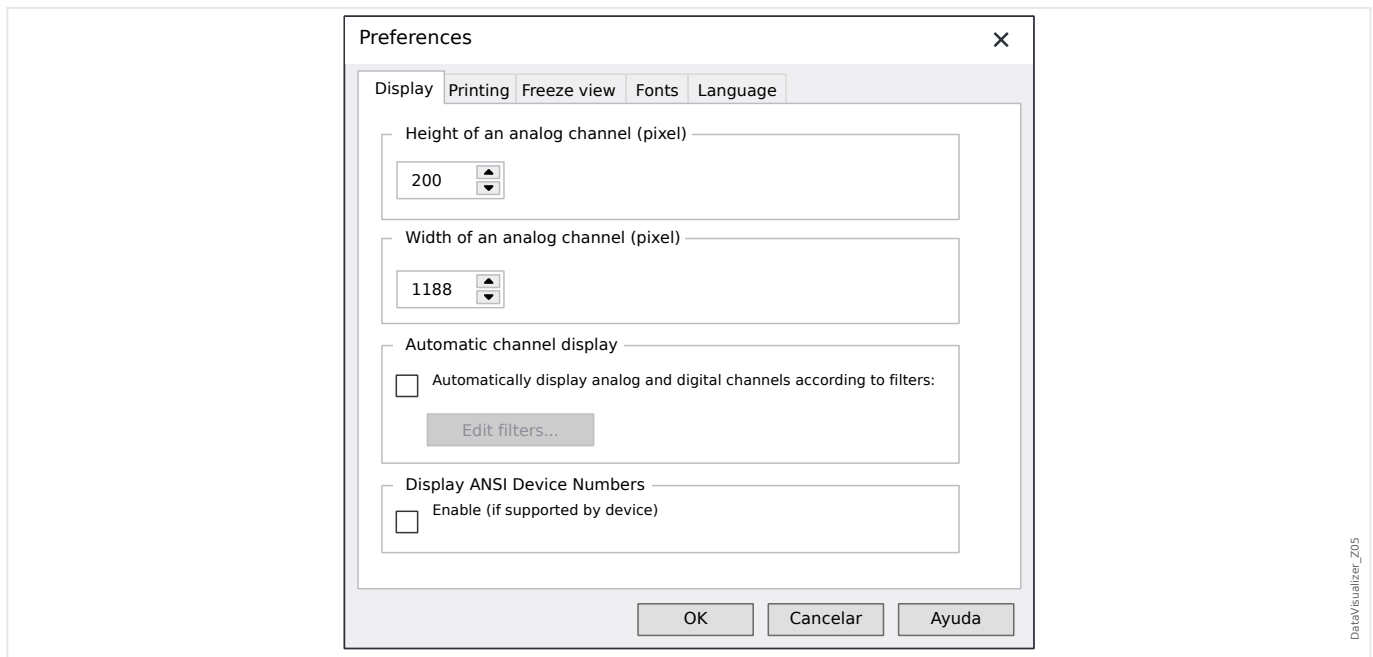 Preferences
Display Printing Freeze view Fonts Language
Height of an analog channel (pixel)
200
Width of an analog channel (pixel)
1188
Automatic channel display
Automatically display analog and digital channels according to filters:
Edit filters...
Display ANSI Device Numbers
Enable (if supported by device)
OK Cancelar Ayuda
DataVisualizer_Z05